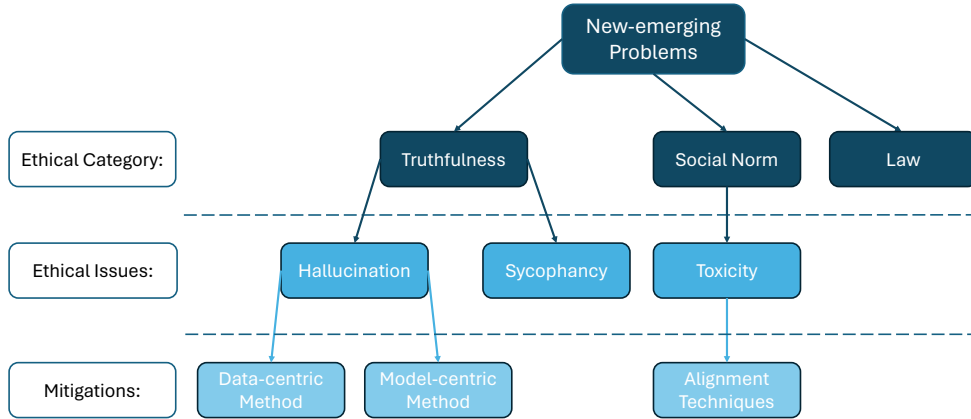 New-emerging
Problems
Ethical Category:
Truthfulness
Social Norm
Law
Ethical Issues:
Hallucination
Sycophancy
Toxicity
Mitigations:
Data-centric
Method
Model-centric
Method
Alignment
Techniques